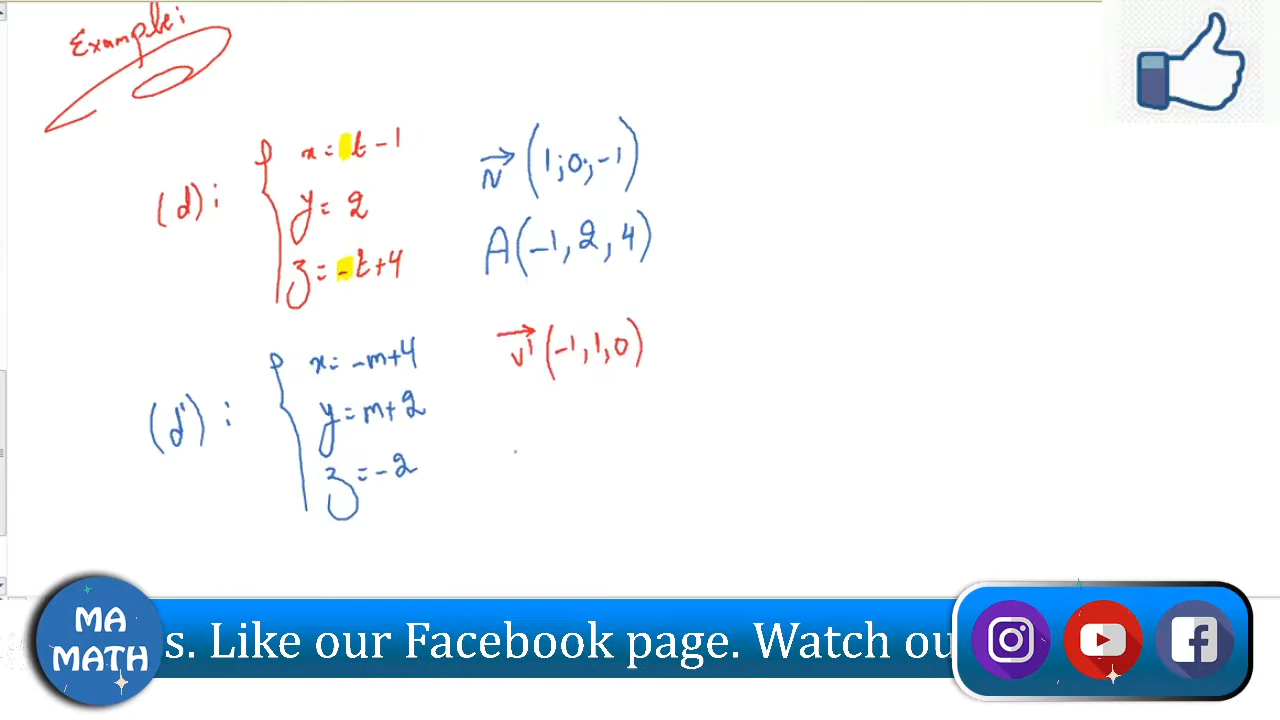 Example:
(d): { x = t - 1
y = 2
z = -t + 4
V⃗ (1; 0; -1)
A(-1, 2, 4)
(d'): { x = -m + 4
y = m + 2
z = -2
V'⃗ (-1, 1, 0)
MA
MATH
s. Like our Facebook page. Watch ou